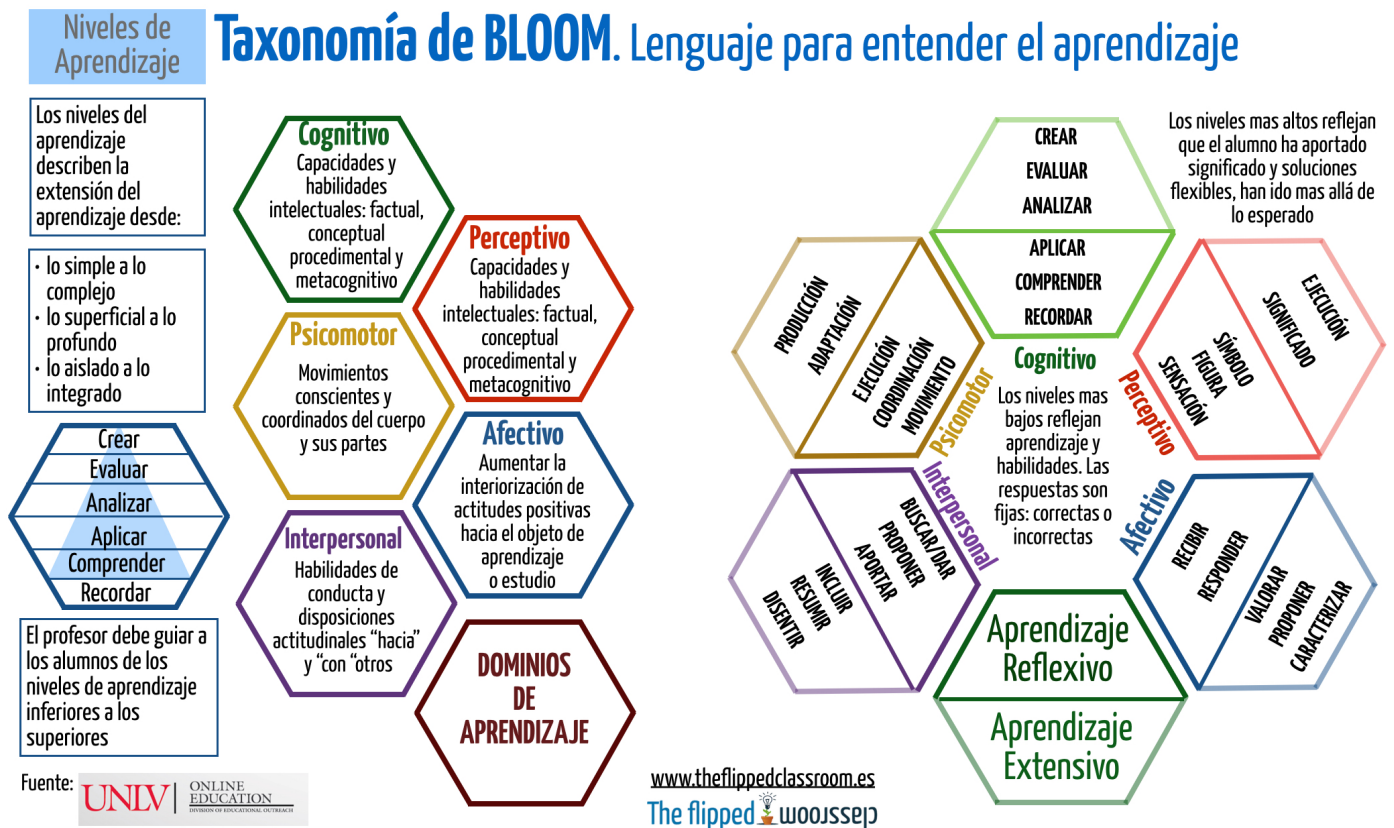 Niveles de
Aprendizaje
Taxonomía de BLOOM. Lenguaje para entender el aprendizaje
Los niveles del
aprendizaje
describen la
extensión del
aprendizaje desde:
• lo simple a lo
complejo
• lo superficial a lo
profundo
• lo aislado a lo
integrado
Crear
Evaluar
Analizar
Aplicar
Comprender
Recordar
El profesor debe guiar a
los alumnos de los
niveles de aprendizaje
inferiores a los
superiores
Fuente:
UNLV
ONLINE
EDUCATION
DIVISION OF EDUCATIONAL OUTREACH
Cognitivo
Capacidades y
habilidades
intelectuales: factual,
conceptual
procedimental y
metacognitivo
Perceptivo
Capacidades y
habilidades
intelectuales: factual,
conceptual
procedimental y
metacognitivo
Psicomotor
Movimientos
conscientes y
coordinados del cuerpo
y sus partes
Afectivo
Aumentar la
interiorización de
actitudes positivas
hacia el objeto de
aprendizaje
o estudio
Interpersonal
Habilidades de
conducta y
disposiciones
actitudinales “hacia”
y “con “otros
DOMINIOS
DE
APRENDIZAJE
CREAR
EVALUAR
ANALIZAR
APLICAR
COMPRENDER
RECORDAR
Cognitivo
Los niveles mas
bajos reflejan
aprendizaje y
habilidades. Las
respuestas son
fijas: correctas o
incorrectas
Los niveles mas altos reflejan
que el alumno ha aportado
significado y soluciones
flexibles, han ido mas allá de
lo esperado
PRODUCCIÓN
ADAPTACIÓN
EJECUCIÓN
COORDINACIÓN
MOVIMIENTO
Psicomotor
EJECUCIÓN
SIGNIFICADO
SÍMBOLO
FIGURA
SENSACIÓN
Perceptivo
Interpersonal
BUSCAR/DAR
PROPONER
APORTAR
INCLUIR
RESUMIR
DISENTIR
Afectivo
RECIBIR
RESPONDER
VALORAR
PROPONER
CARACTERIZAR
Aprendizaje
Reflexivo
Aprendizaje
Extensivo
www.theflippedclassroom.es
The flipped classroom